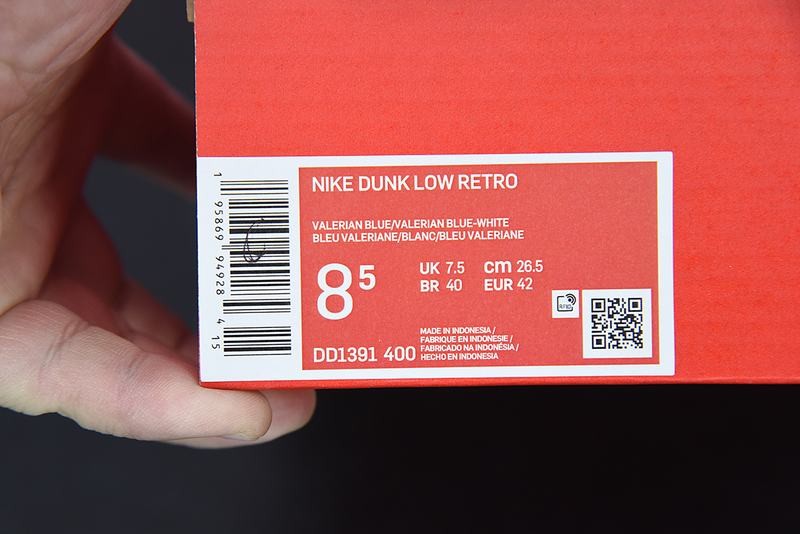 NIKE DUNK LOW RETRO
VALERIAN BLUE/VALERIAN BLUE-WHITE
BLEU VALERIANE/BLANC/BLEU VALERIANE
8 5
UK 7.5 cm 26.5
BR 40 EUR 42
RFID
DD1391 400
MADE IN INDONESIA /
FABRIQUE EN INDONESIE /
FABRICADO NA INDONÉSIA /
HECHO EN INDONESIA
1 95869 94928 4 15